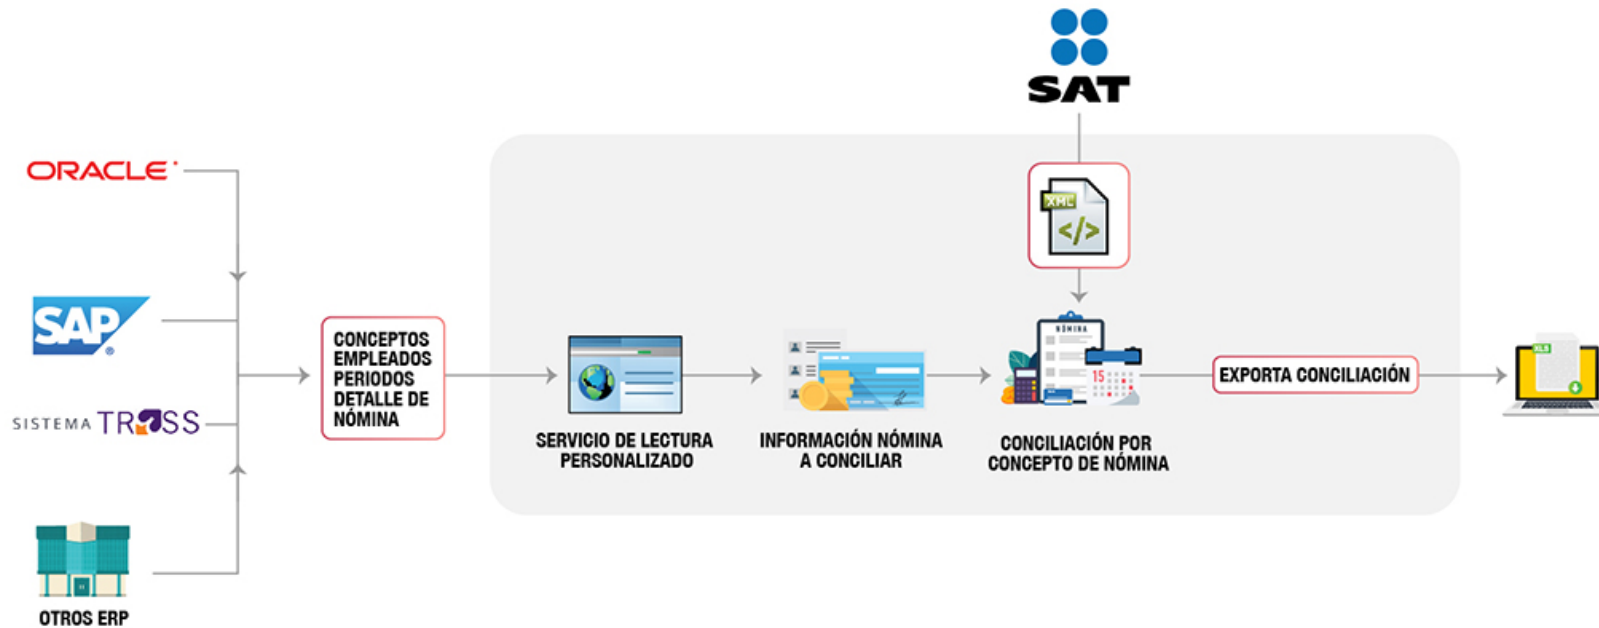 SAT
XML
</>
ORACLE
SAP
®
SISTEMA TRESS
OTROS ERP
CONCEPTOS
EMPLEADOS
PERIODOS
DETALLE DE
NÓMINA
SERVICIO DE LECTURA
PERSONALIZADO
INFORMACIÓN NÓMINA
A CONCILIAR
NÓMINA
15
CONCILIACIÓN POR
CONCEPTO DE NÓMINA
EXPORTA CONCILIACIÓN